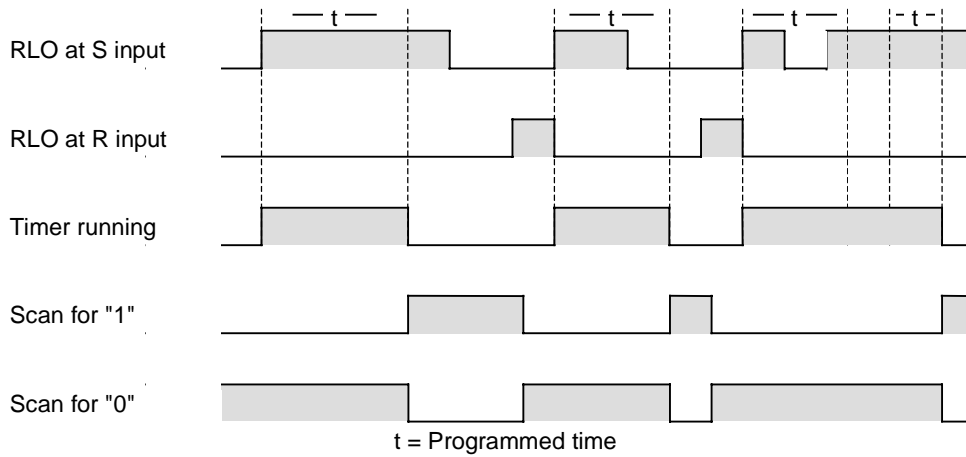 t t t t
RLO at S input
RLO at R input
Timer running
Scan for "1"
Scan for "0"
t = Programmed time